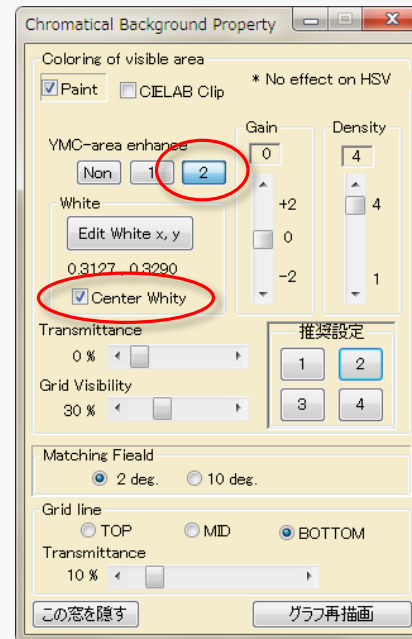 Chromatical Background Property
Coloring of visible area
Paint
CIELAB Clip
* No effect on HSV
Gain
Density
YMC-area enhance
0
4
Non
1
2
White
+2
4
Edit White x, y
0
0.3127 , 0.3290
-2
1
Center Whity
Transmittance
推奨設定
0 %
1
2
Grid Visibility
30 %
3
4
Matching Fieald
2 deg.
10 deg.
Grid line
TOP
MID
BOTTOM
Transmittance
10 %
この窓を隠す
グラフ再描画